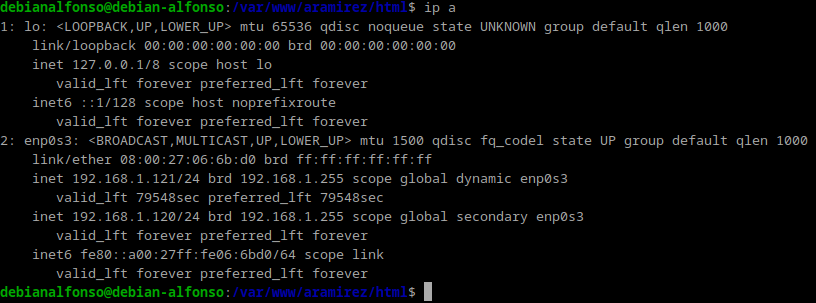 debianalfonso@debian-alfonso:/var/www/aramirez/html$ ip a
1: lo: <LOOPBACK,UP,LOWER_UP> mtu 65536 qdisc noqueue state UNKNOWN group default qlen 1000
    link/loopback 00:00:00:00:00:00 brd 00:00:00:00:00:00
    inet 127.0.0.1/8 scope host lo
       valid_lft forever preferred_lft forever
    inet6 ::1/128 scope host noprefixroute
       valid_lft forever preferred_lft forever
2: enp0s3: <BROADCAST,MULTICAST,UP,LOWER_UP> mtu 1500 qdisc fq_codel state UP group default qlen 1000
    link/ether 08:00:27:06:6b:d0 brd ff:ff:ff:ff:ff:ff
    inet 192.168.1.121/24 brd 192.168.1.255 scope global dynamic enp0s3
       valid_lft 79548sec preferred_lft 79548sec
    inet 192.168.1.120/24 brd 192.168.1.255 scope global secondary enp0s3
       valid_lft forever preferred_lft forever
    inet6 fe80::a00:27ff:fe06:6bd0/64 scope link
       valid_lft forever preferred_lft forever
debianalfonso@debian-alfonso:/var/www/aramirez/html$